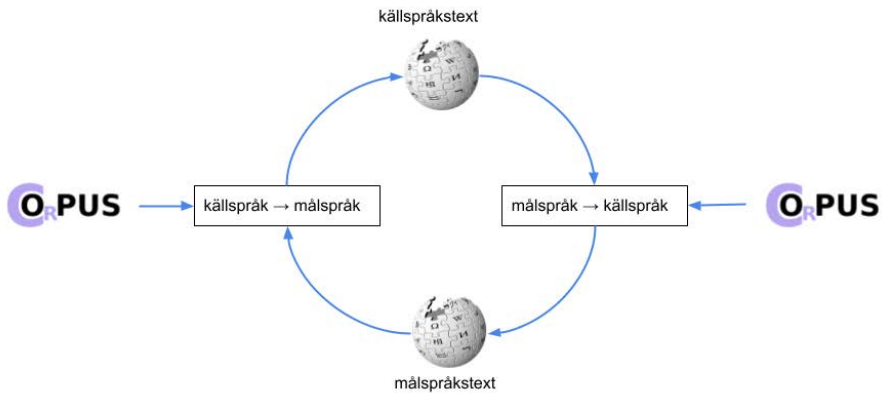 källspråkstext
CORPUS
källspråk → målspråk
målspråk → källspråk
CORPUS
målspråkstext